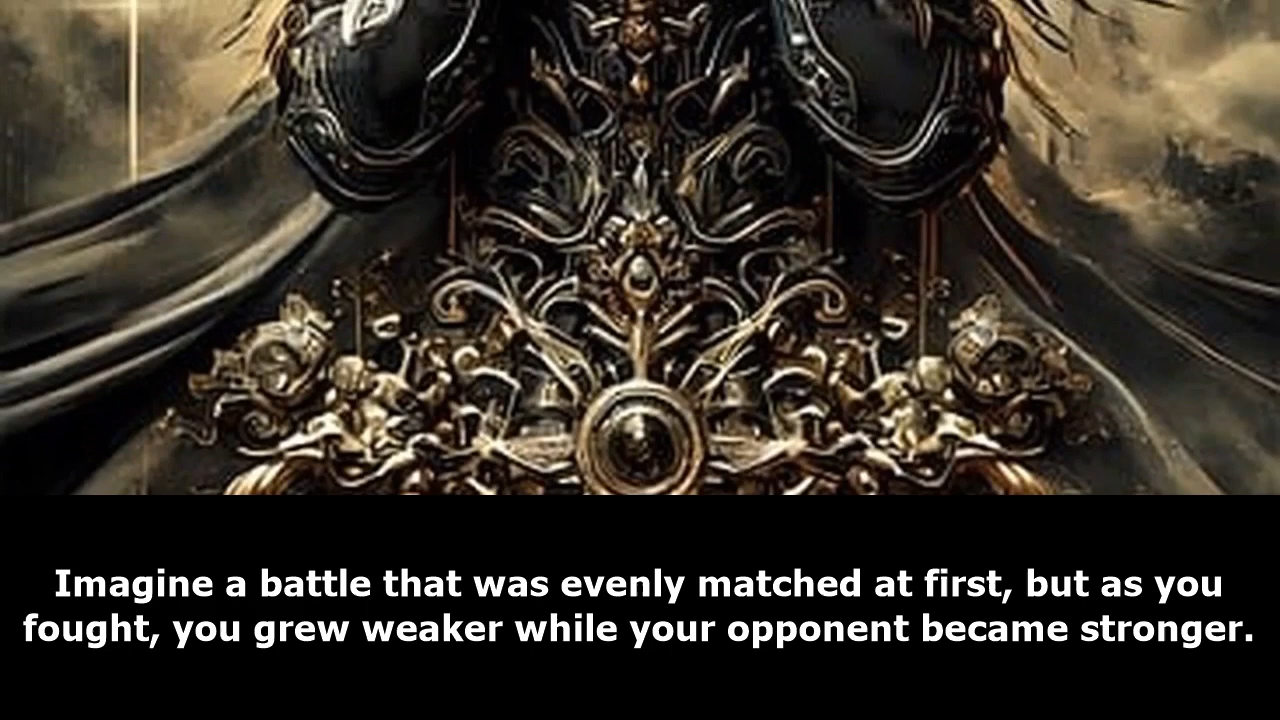 Imagine a battle that was evenly matched at first, but as you
fought, you grew weaker while your opponent became stronger.